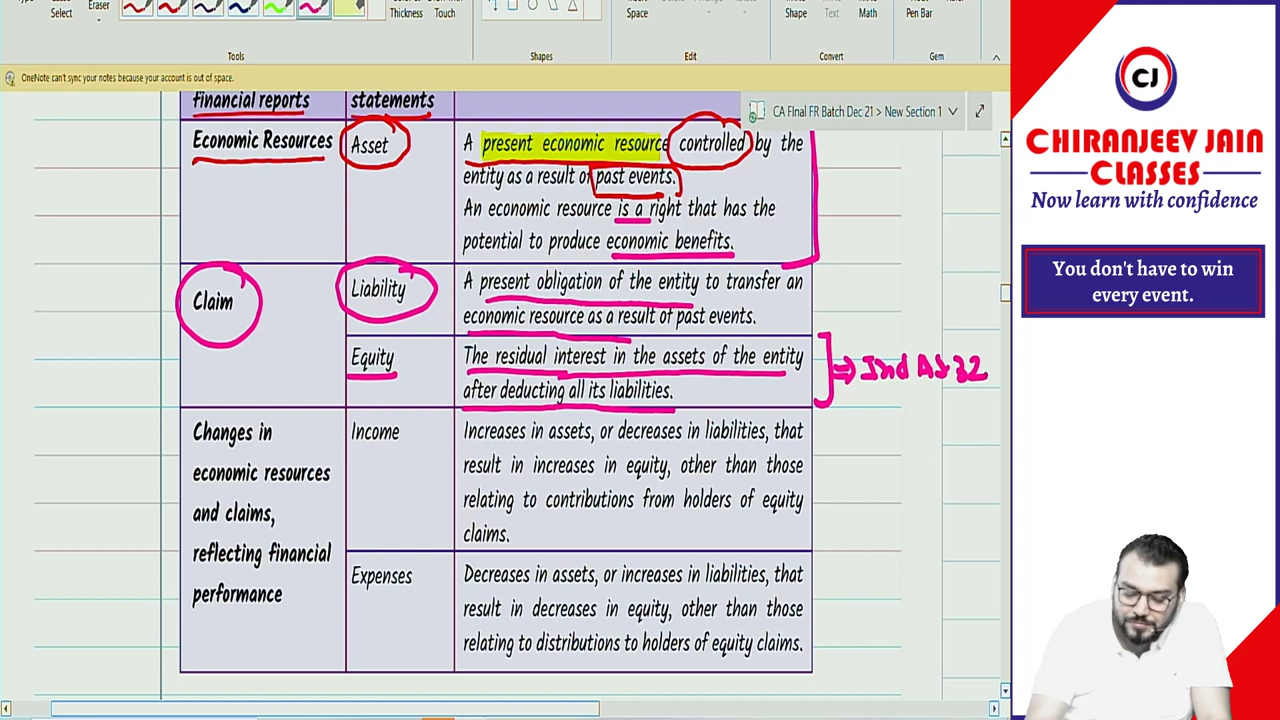 Eraser
Select
Thickness
Touch
Space
Shape
Text
Math
Pen Bar
Tools
Shapes
Edit
Convert
Gem
OneNote can't sync your notes because your account is out of space.
CA FInal FR Batch Dec 21 > New Section 1
financial reports
statements
Economic Resources
Asset
A present economic resource controlled by the
entity as a result of past events.
An economic resource is a right that has the
potential to produce economic benefits.
Claim
Liability
A present obligation of the entity to transfer an
economic resource as a result of past events.
Equity
The residual interest in the assets of the entity
after deducting all its liabilities.
⇒ Ind AS 32
Changes in
economic resources
and claims,
reflecting financial
performance
Income
Increases in assets, or decreases in liabilities, that
result in increases in equity, other than those
relating to contributions from holders of equity
claims.
Expenses
Decreases in assets, or increases in liabilities, that
result in decreases in equity, other than those
relating to distributions to holders of equity claims.
CJ
CHIRANJEEV JAIN
CLASSES
Now learn with confidence
You don't have to win
every event.